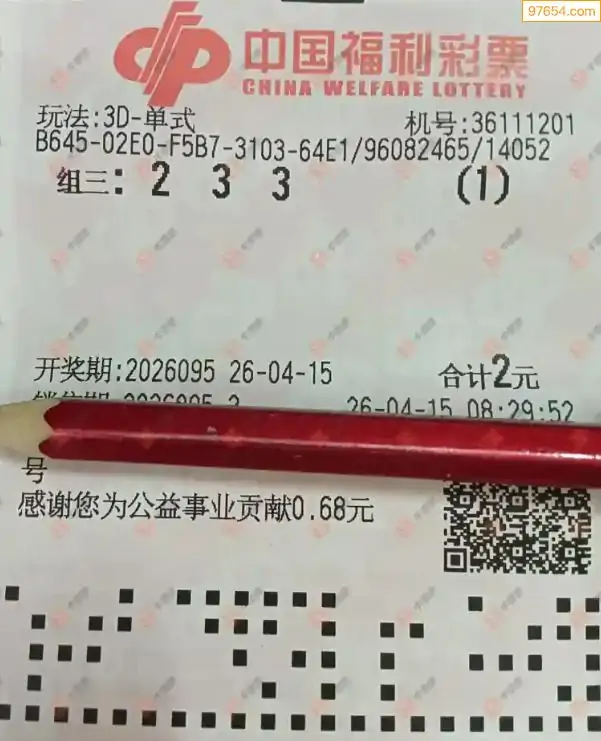 97654.com
中国福利彩票
CHINA WELFARE LOTTERY
玩法:3D-单式 机号:36111201
B645-02E0-F5B7-3103-64E1/96082465/14052
组三: 2 3 3 (1)
开奖期:2026095 26-04-15 合计2元
26-04-15 08:29:52
号
感谢您为公益事业贡献0.68元